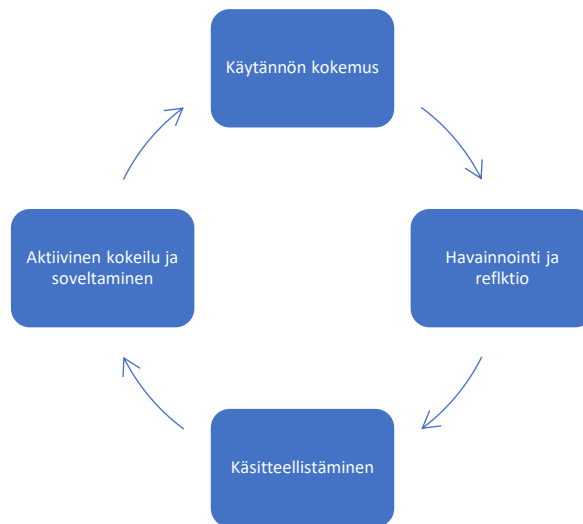 Käytännön kokemus
Aktiivinen kokeilu ja
soveltaminen
Havainnointi ja
reflktio
Käsitteellistäminen